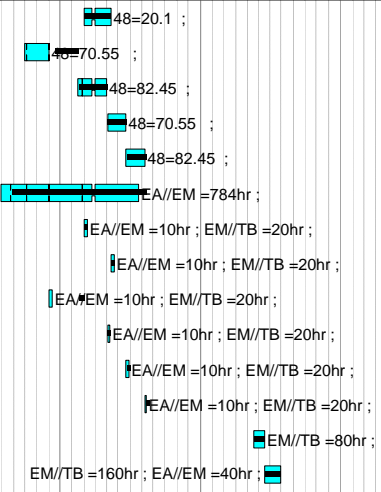 48=20.1 ;
48=70.55 ;
48=82.45 ;
48=70.55 ;
48=82.45 ;
EA//EM =784hr ;
EA//EM =10hr ; EM//TB =20hr ;
EA//EM =10hr ; EM//TB =20hr ;
EA//EM =10hr ; EM//TB =20hr ;
EA//EM =10hr ; EM//TB =20hr ;
EA//EM =10hr ; EM//TB =20hr ;
EA//EM =10hr ; EM//TB =20hr ;
EM//TB =80hr ;
EM//TB =160hr ; EA//EM =40hr ;